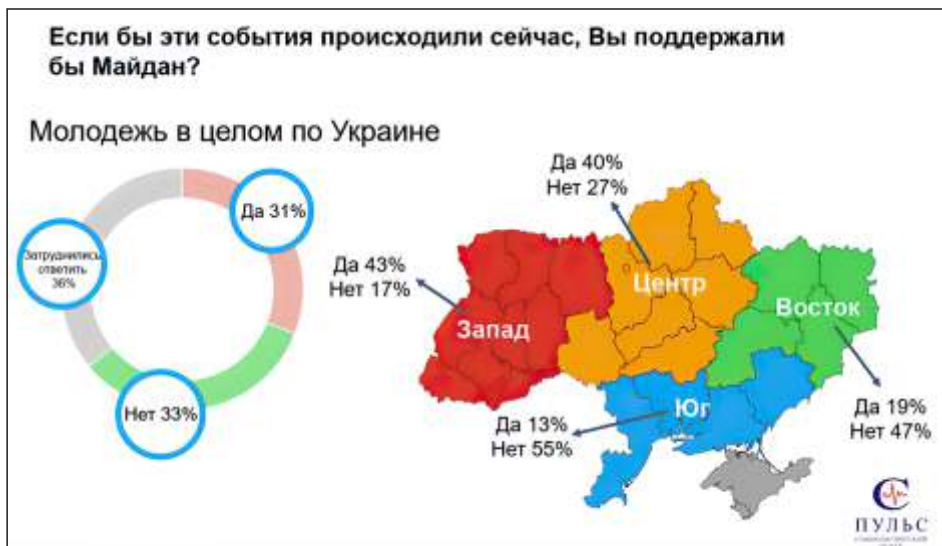 Если бы эти события происходили сейчас, Вы поддержали
бы Майдан?
Молодежь в целом по Украине
Да 31%
Затруднились
ответить
36%
Нет 33%
Да 40%
Нет 27%
Да 43%
Нет 17%
Центр
Восток
Запад
Юг
Да 13%
Нет 55%
Да 19%
Нет 47%
ПУЛЬС